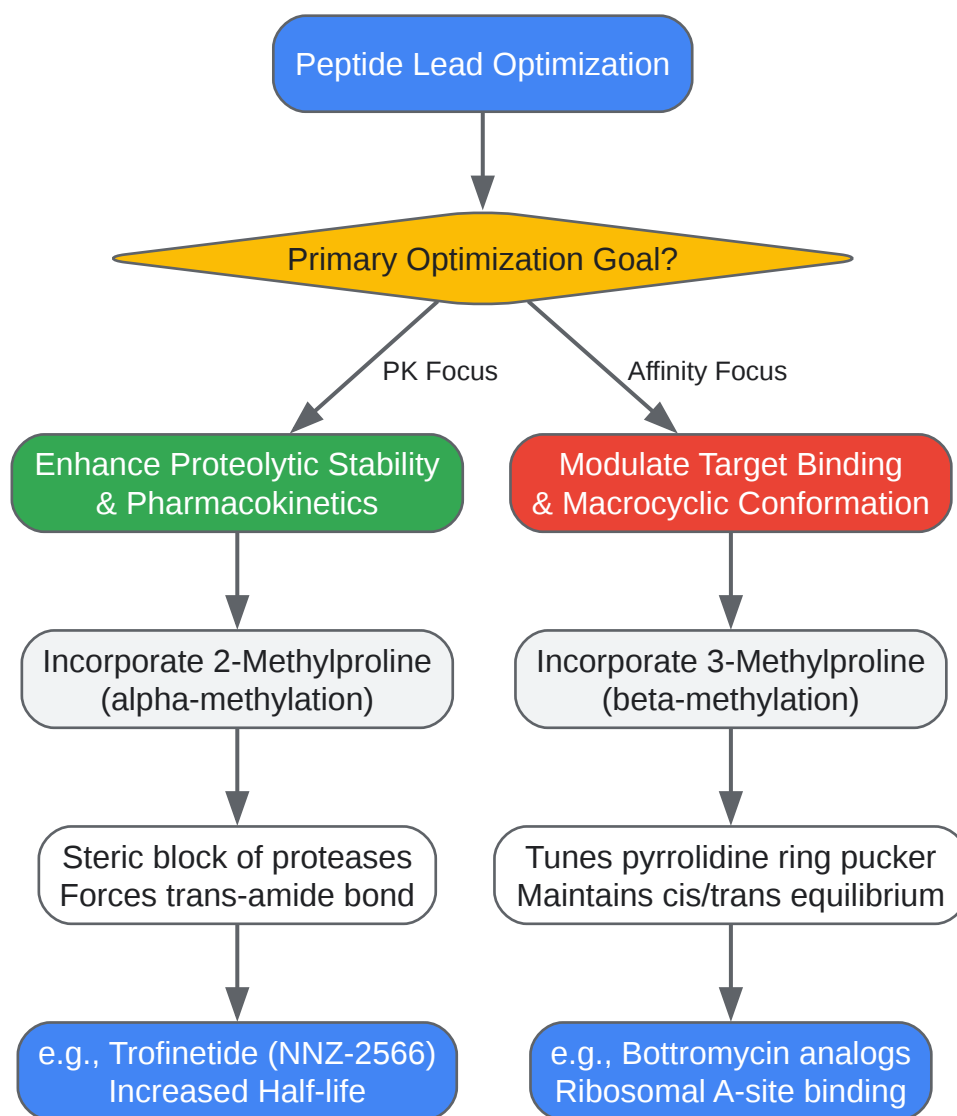 Peptide Lead Optimization
Primary Optimization Goal?
PK Focus
Affinity Focus
Enhance Proteolytic Stability
& Pharmacokinetics
Modulate Target Binding
& Macrocyclic Conformation
Incorporate 2-Methylproline
(alpha-methylation)
Incorporate 3-Methylproline
(beta-methylation)
Steric block of proteases
Forces trans-amide bond
Tunes pyrrolidine ring pucker
Maintains cis/trans equilibrium
e.g., Trofinetide (NNZ-2566)
Increased Half-life
e.g., Bottromycin analogs
Ribosomal A-site binding